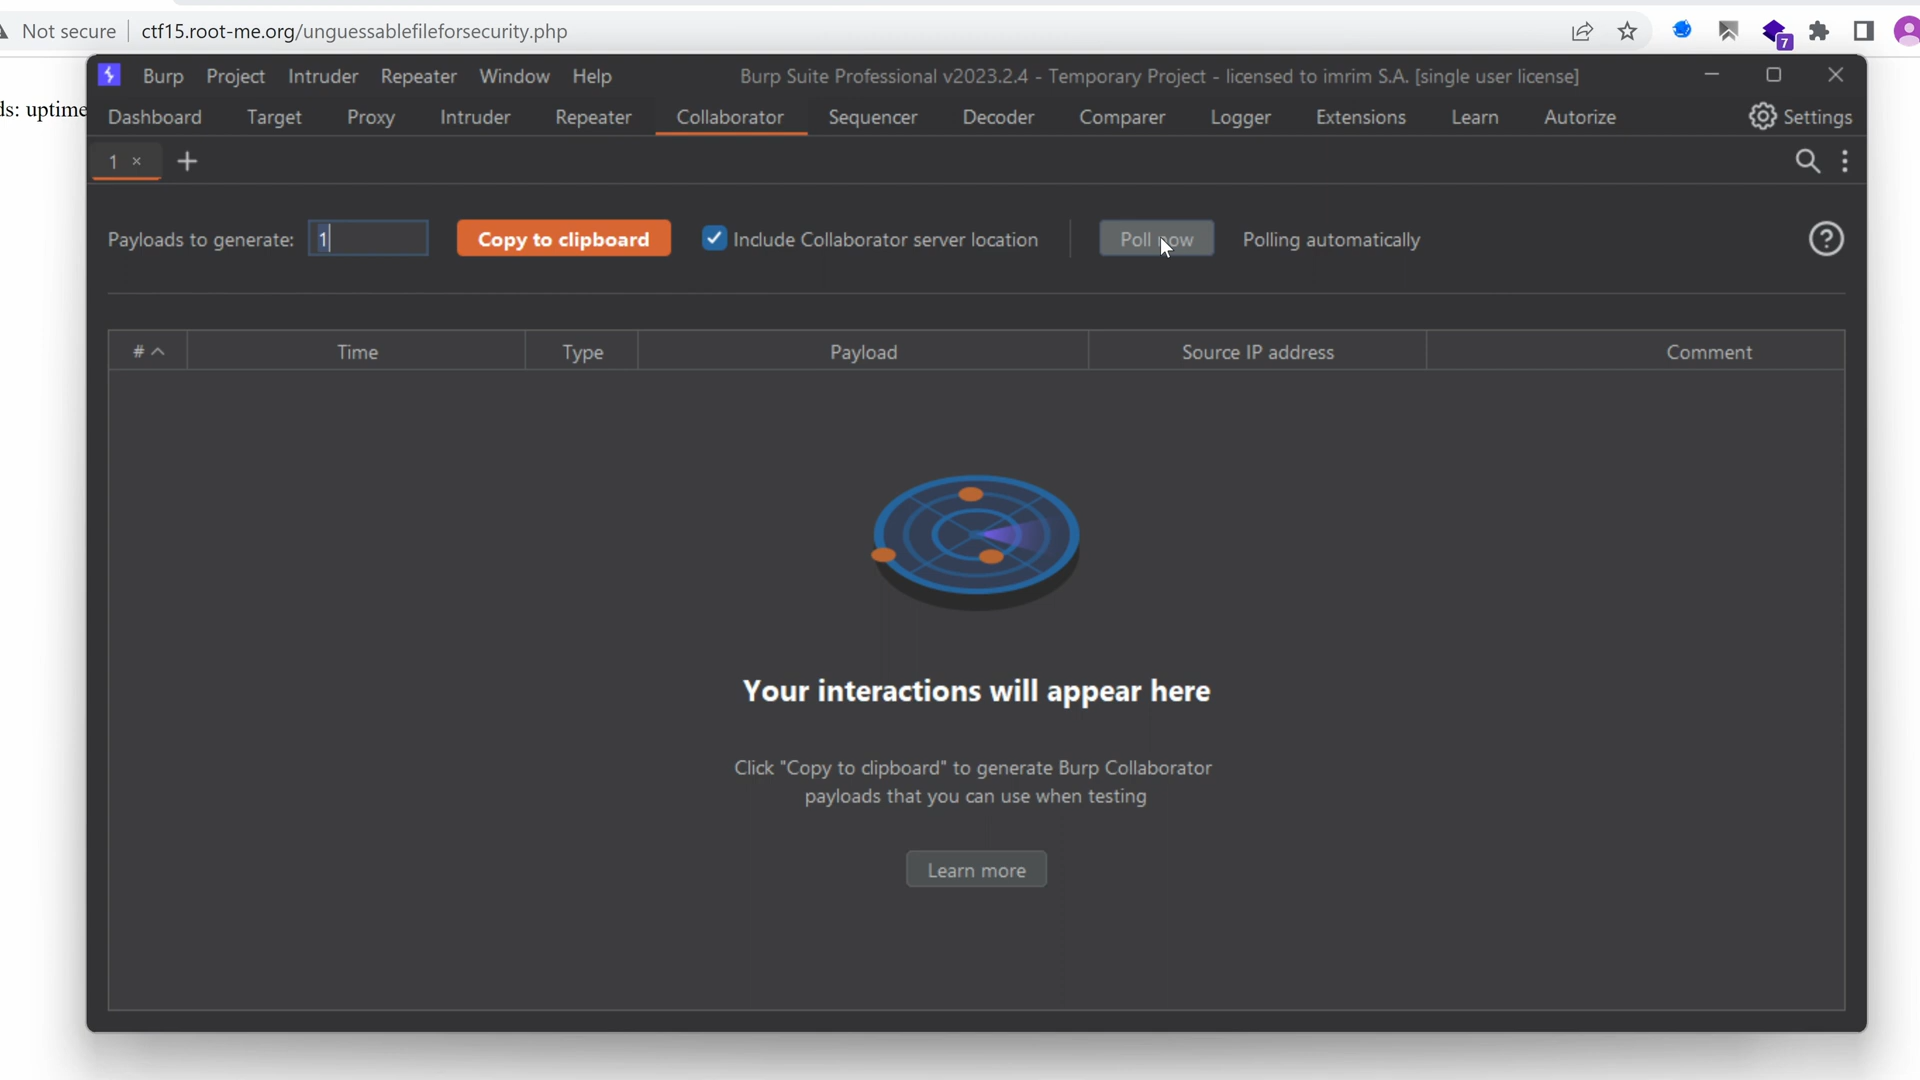 Not secure ctf15.root-me.org/unguessablefileforsecurity.php
7
Burp Project Intruder Repeater Window Help Burp Suite Professional v2023.2.4 - Temporary Project - licensed to imrim S.A. [single user license]
ds: uptime
Dashboard Target Proxy Intruder Repeater Collaborator Sequencer Decoder Comparer Logger Extensions Learn Autorize Settings
1 × +
Payloads to generate: 1 Copy to clipboard Include Collaborator server location Poll now Polling automatically
# Time Type Payload Source IP address Comment
Your interactions will appear here
Click "Copy to clipboard" to generate Burp Collaborator
payloads that you can use when testing
Learn more